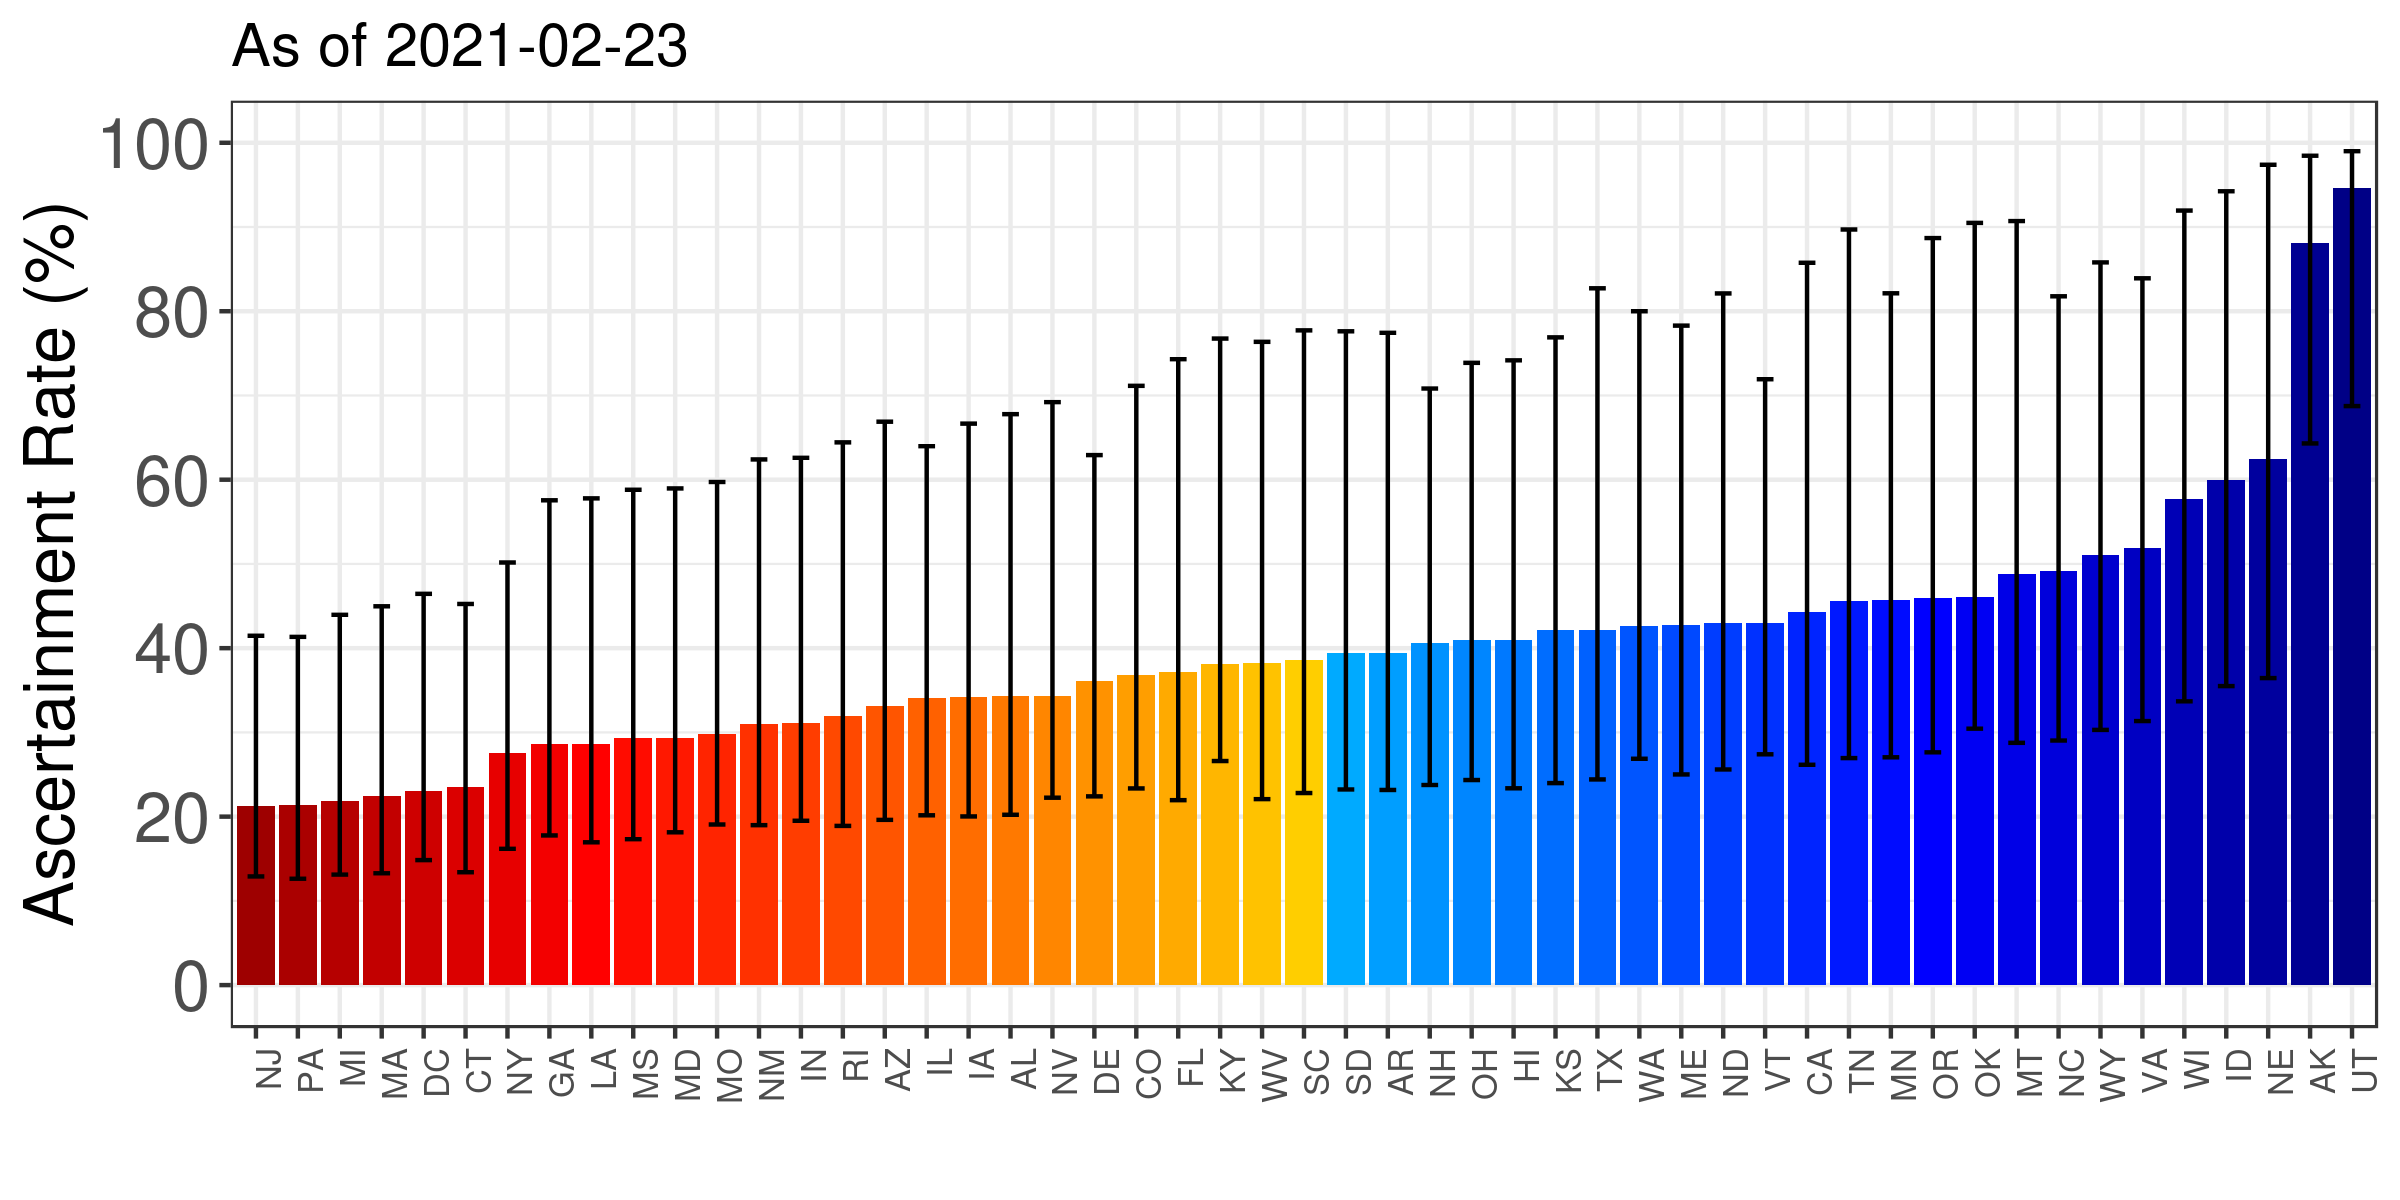 As of 2021-02-23
Ascertainment Rate (%)
100
80
60
40
20
0
NJ PA MI MA DC CT NY GA LA MS MD MO NM IN RI AZ IL IA AL NV DE CO FL KY WV SC SD AR NH OH HI KS TX WA ME ND VT CA TN MN OR OK MT NC WY VA WI ID NE AK UT